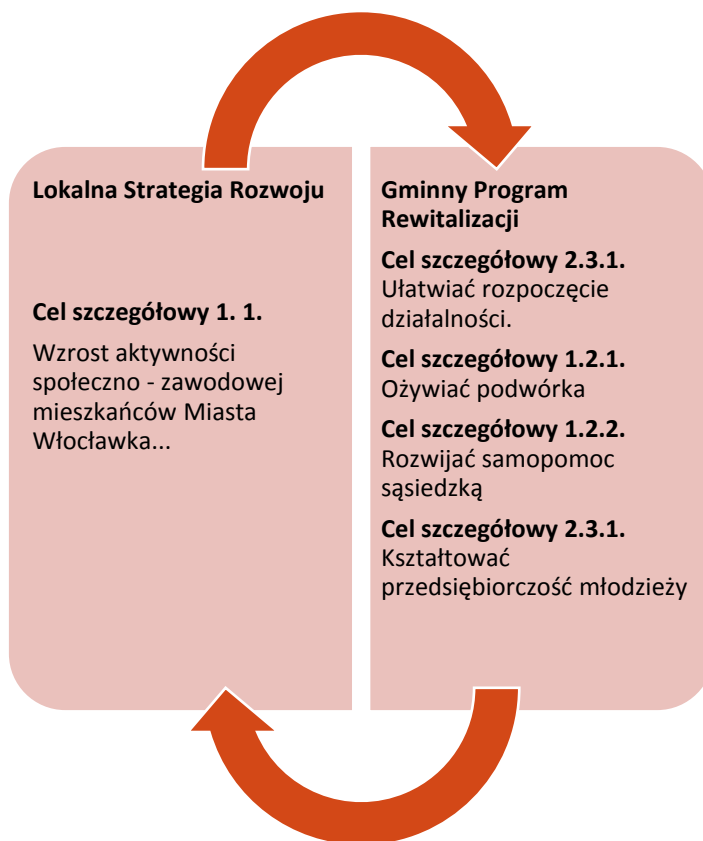 Lokalna Strategia Rozwoju
Cel szczegółowy 1. 1.
Wzrost aktywności
społeczno - zawodowej
mieszkańców Miasta
Włocławka...
Gminny Program
Rewitalizacji
Cel szczegółowy 2.3.1.
Ułatwiać rozpoczęcie
działalności.
Cel szczegółowy 1.2.1.
Ożywiać podwórka
Cel szczegółowy 1.2.2.
Rozwijać samopomoc
sąsiedzką
Cel szczegółowy 2.3.1.
Kształtować
przedsiębiorczość młodzieży